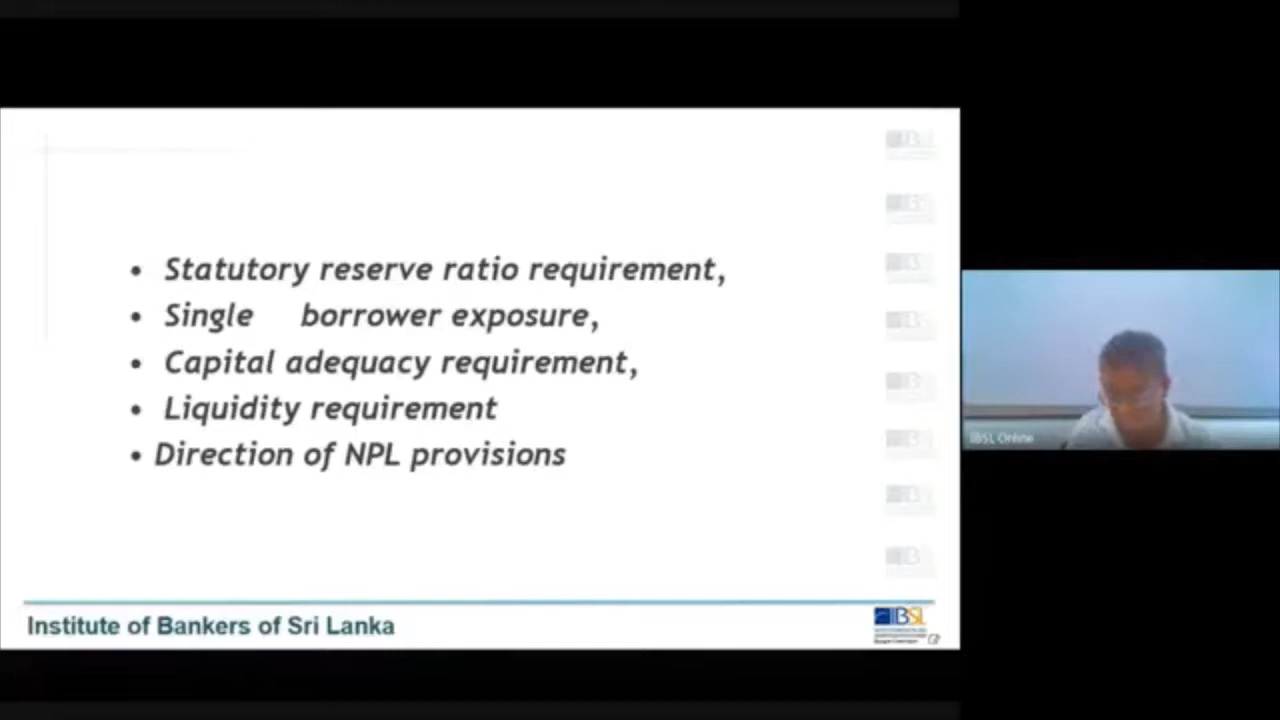 • Statutory reserve ratio requirement,
• Single borrower exposure,
• Capital adequacy requirement,
• Liquidity requirement
• Direction of NPL provisions
IBSL Online
Institute of Bankers of Sri Lanka
IBSL